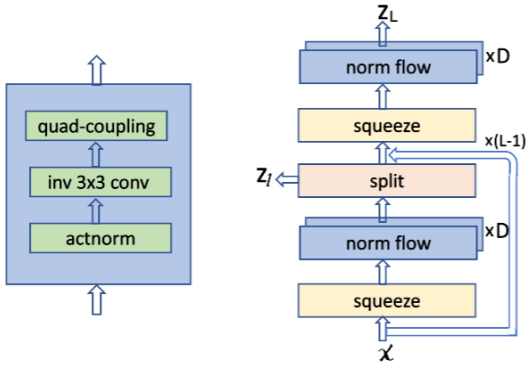 quad-coupling
inv 3x3 conv
actnorm
Z_L
norm flow
xD
squeeze
x(L-1)
Z_l
split
norm flow
xD
squeeze
x